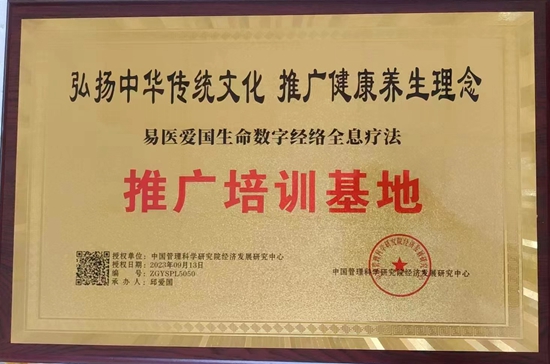 弘扬中华传统文化 推广健康养生理念
易医爱国生命数字经络全息疗法
推广培训基地
授权单位：中国管理科学研究院经济发展研究中心
授权日期：2023年09月13日
编 号：ZGYSPL5050
承 办 人：邱爱国
中国管理科学研究院经济发展研究中心